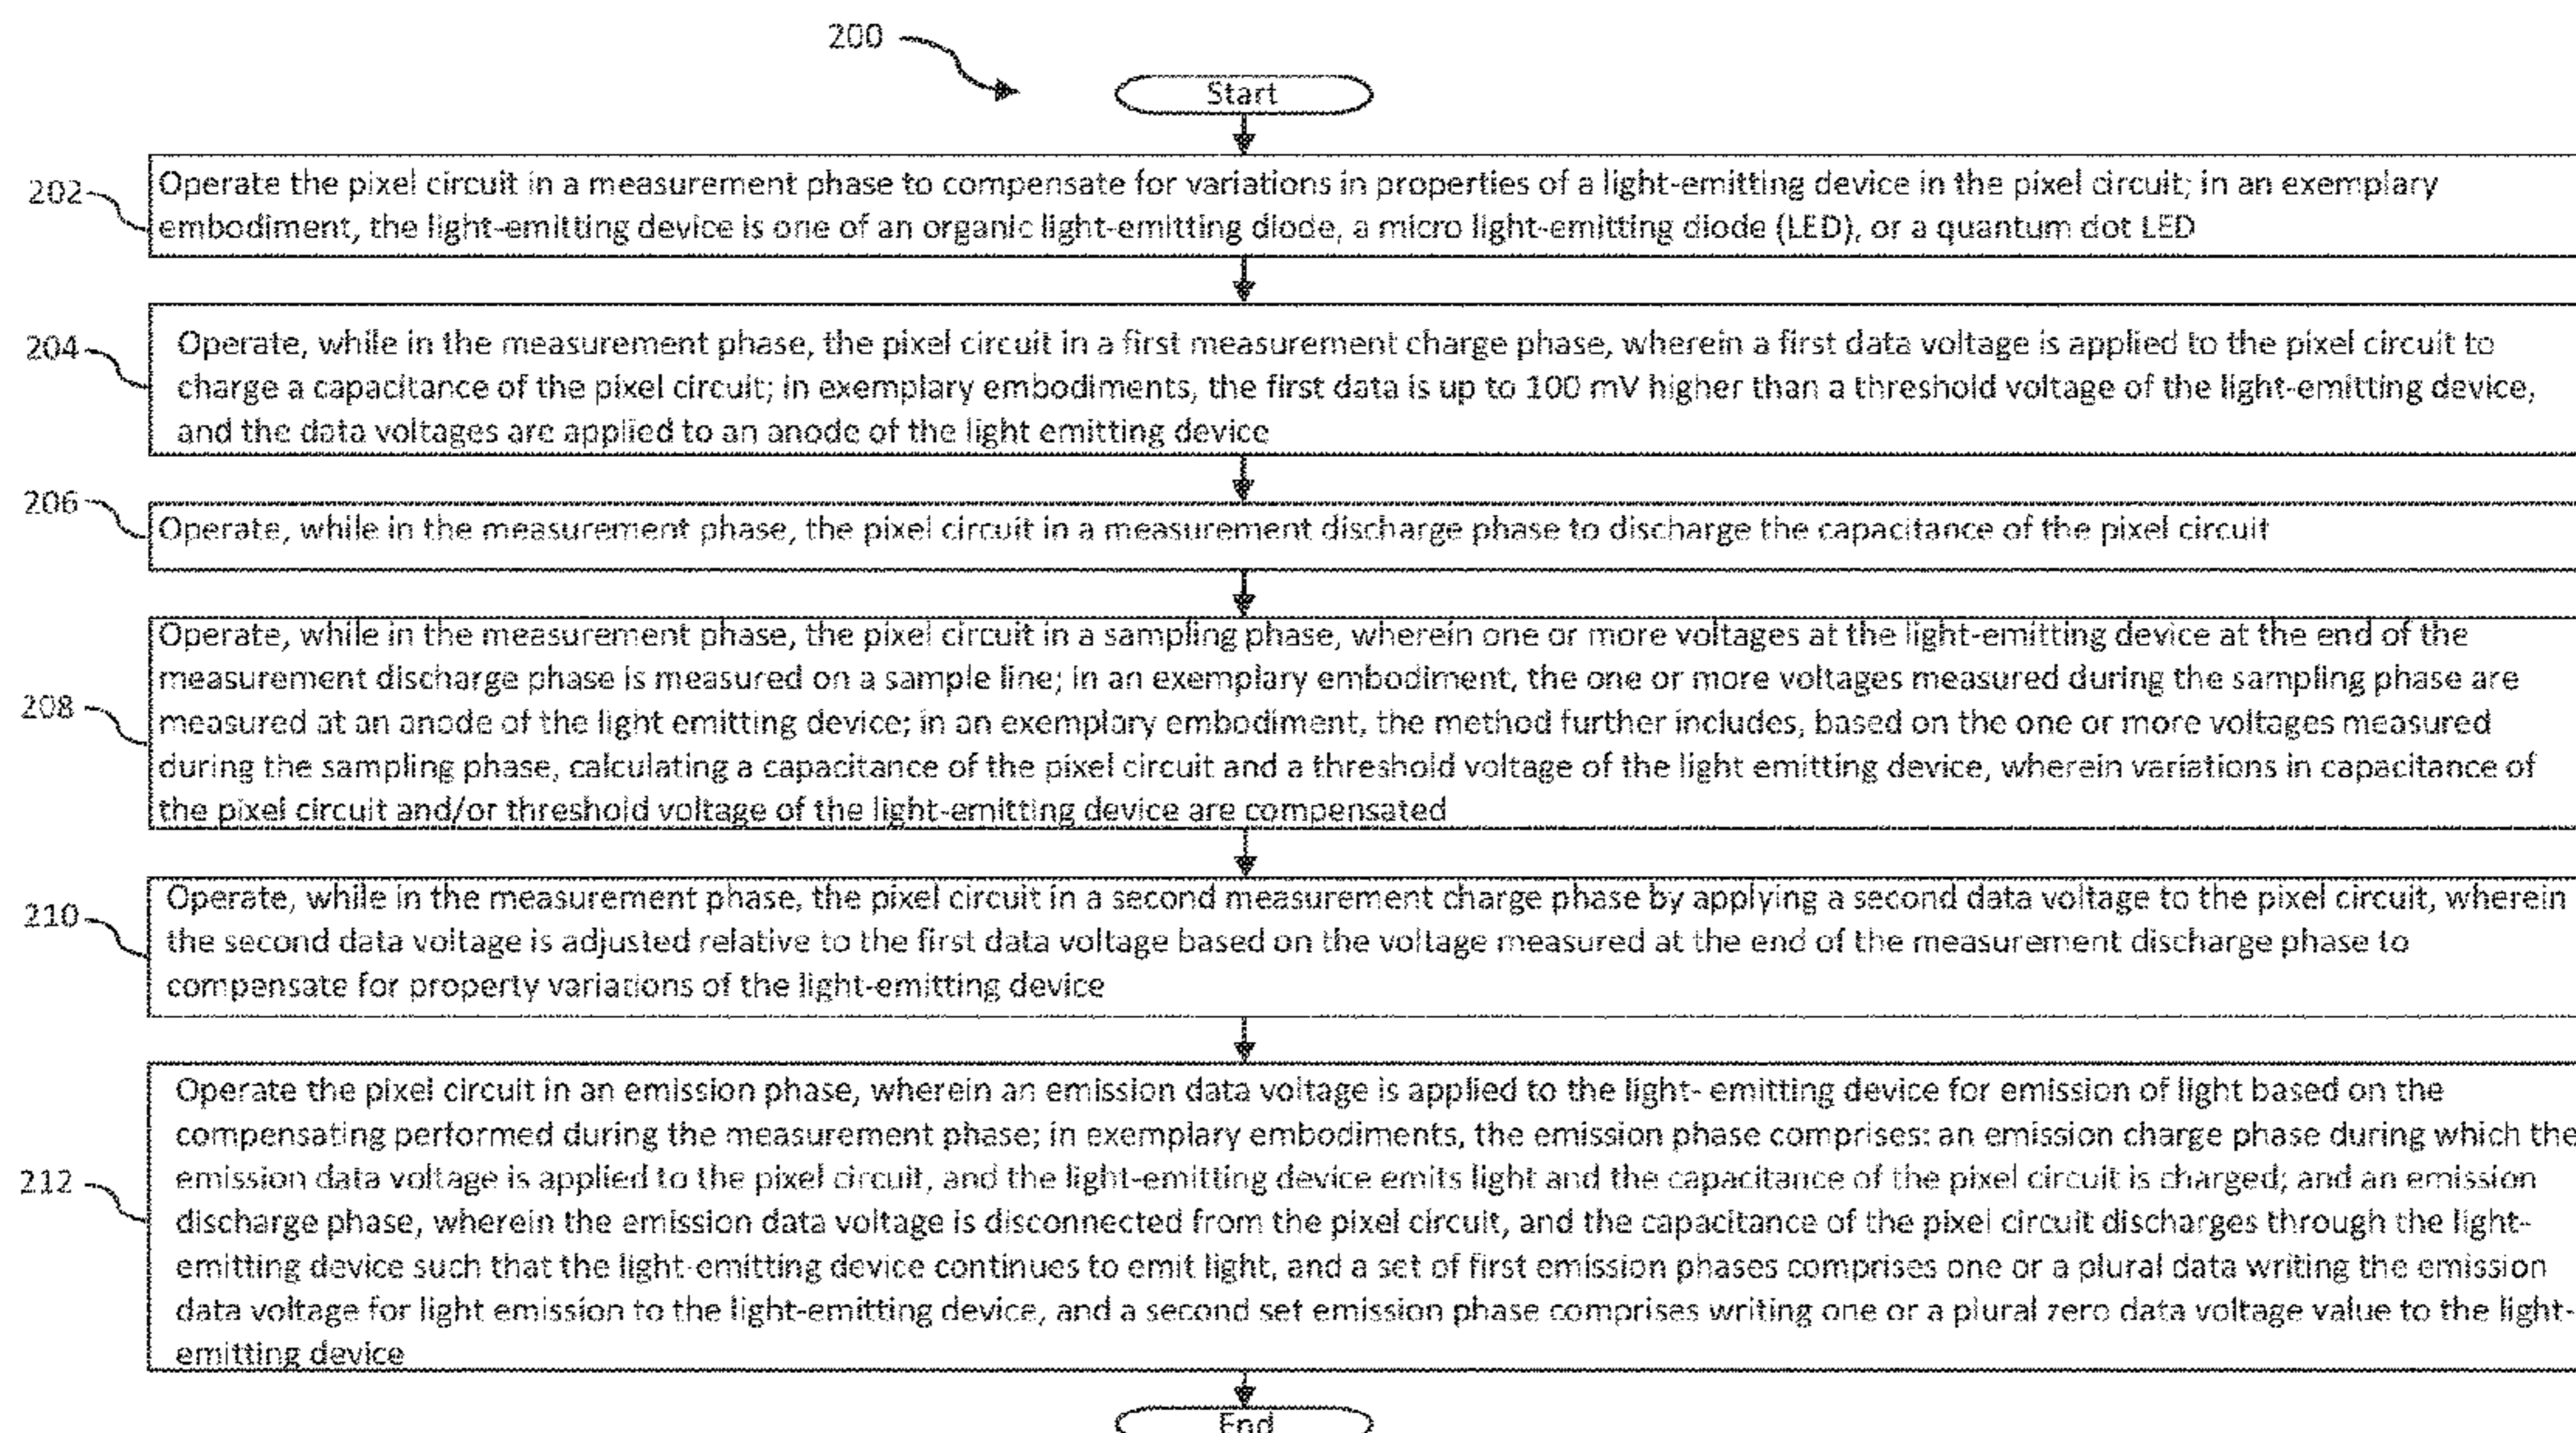 200
Start
202
Operate the pixel circuit in a measurement phase to compensate for variations in properties of a light-emitting device in the pixel circuit; in an exemplary
embodiment, the light-emitting device is one of an organic light-emitting diode, a micro light-emitting diode (LED), or a quantum dot LED
204
Operate, while in the measurement phase, the pixel circuit in a first measurement charge phase, wherein a first data voltage is applied to the pixel circuit to
charge a capacitance of the pixel circuit; in exemplary embodiments, the first data is up to 100 mV higher than a threshold voltage of the light-emitting device,
and the data voltages are applied to an anode of the light emitting device
206
Operate, while in the measurement phase, the pixel circuit in a measurement discharge phase to discharge the capacitance of the pixel circuit
208
Operate, while in the measurement phase, the pixel circuit in a sampling phase, wherein one or more voltages at the light-emitting device at the end of the
measurement discharge phase is measured on a sample line; in an exemplary embodiment, the one or more voltages measured during the sampling phase are
measured at an anode of the light emitting device; in an exemplary embodiment, the method further includes, based on the one or more voltages measured
during the sampling phase, calculating a capacitance of the pixel circuit and a threshold voltage of the light emitting device, wherein variations in capacitance of
the pixel circuit and/or threshold voltage of the light-emitting device are compensated
210
Operate, while in the measurement phase, the pixel circuit in a second measurement charge phase by applying a second data voltage to the pixel circuit, wherein
the second data voltage is adjusted relative to the first data voltage based on the voltage measured at the end of the measurement discharge phase to
compensate for property variations of the light-emitting device
212
Operate the pixel circuit in an emission phase, wherein an emission data voltage is applied to the light- emitting device for emission of light based on the
compensating performed during the measurement phase; in exemplary embodiments, the emission phase comprises: an emission charge phase during which the
emission data voltage is applied to the pixel circuit, and the light-emitting device emits light and the capacitance of the pixel circuit is charged; and an emission
discharge phase, wherein the emission data voltage is disconnected from the pixel circuit, and the capacitance of the pixel circuit discharges through the light-
emitting device such that the light-emitting device continues to emit light, and a set of first emission phases comprises one or a plural data writing the emission
data voltage for light emission to the light-emitting device, and a second set emission phase comprises writing one or a plural zero data voltage value to the light-
emitting device
End